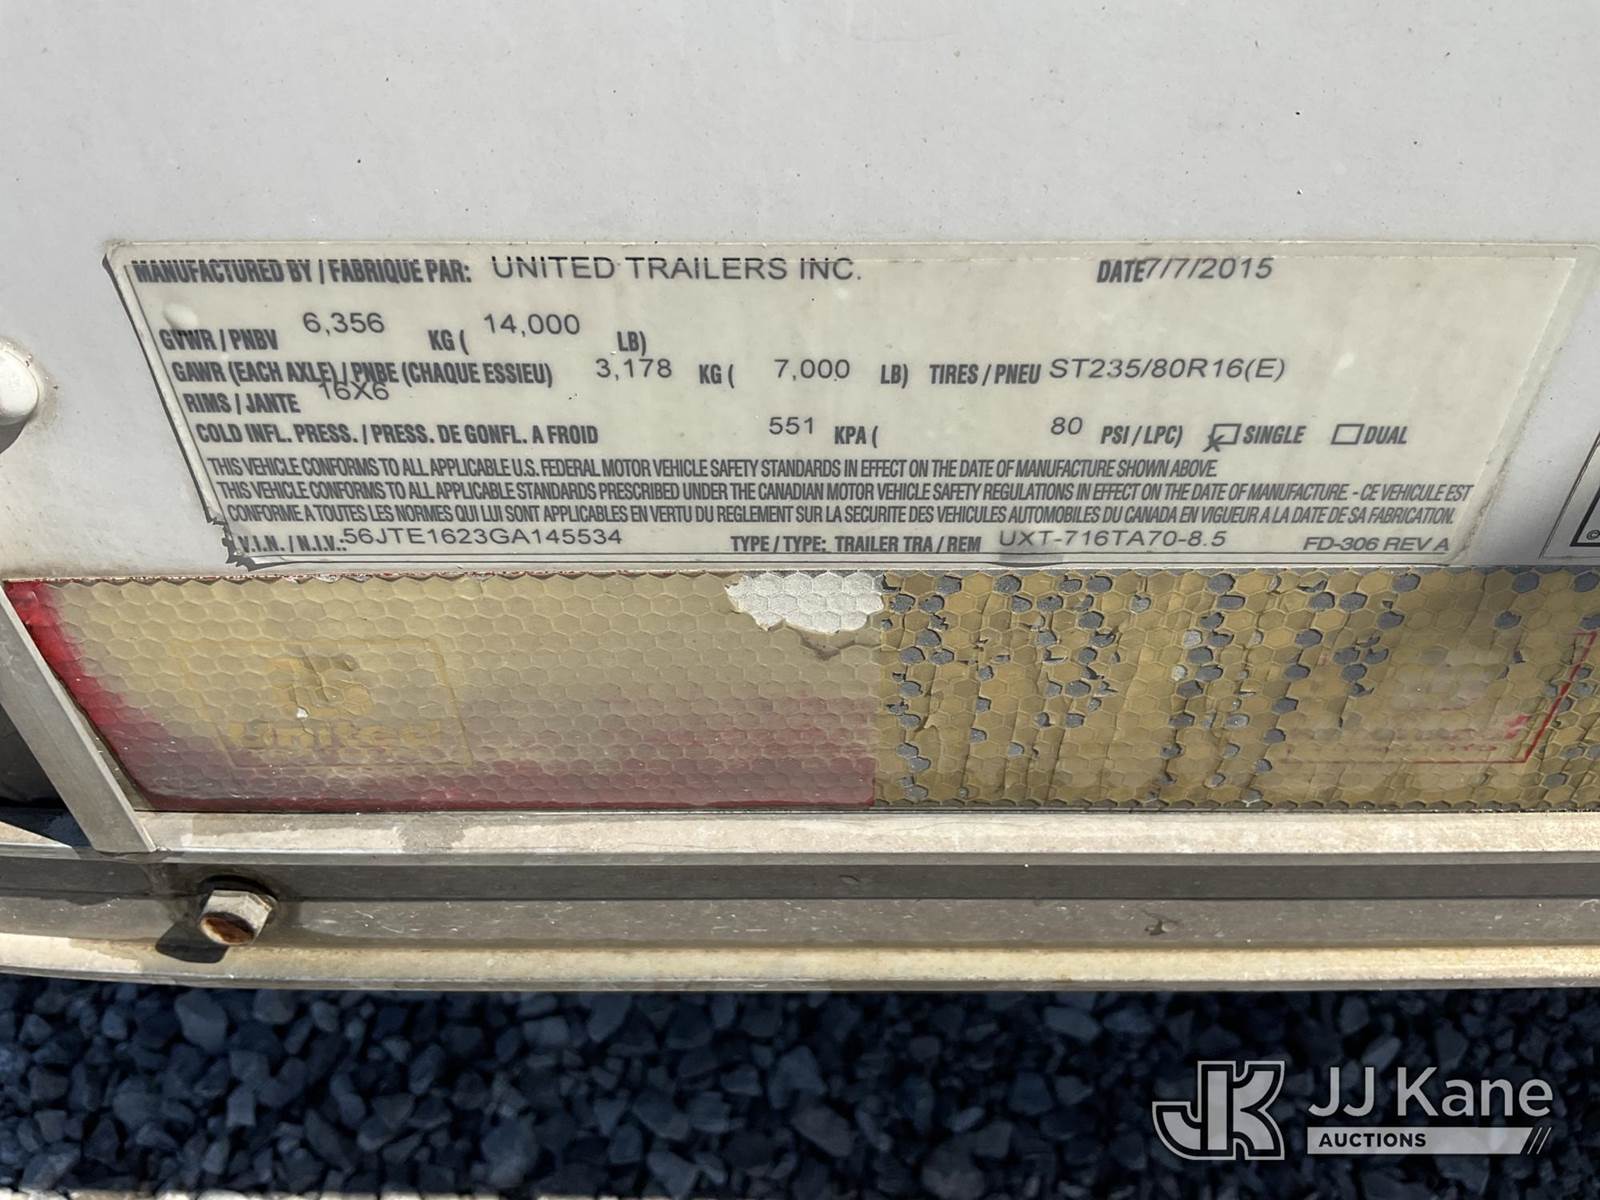 MANUFACTURED BY / FABRIQUE PAR: UNITED TRAILERS INC. DATE 7/7/2015
GVWR / PNBV 6,356 KG ( 14,000 LB)
GAWR (EACH AXLE) / PNBE (CHAQUE ESSIEU) 3,178 KG ( 7,000 LB) TIRES / PNEU ST235/80R16(E)
RIMS / JANTE 16X6
COLD INFL. PRESS. / PRESS. DE GONFL. A FROID 551 KPA ( 80 PSI / LPC) SINGLE DUAL
THIS VEHICLE CONFORMS TO ALL APPLICABLE U.S. FEDERAL MOTOR VEHICLE SAFETY STANDARDS IN EFFECT ON THE DATE OF MANUFACTURE SHOWN ABOVE.
THIS VEHICLE CONFORMS TO ALL APPLICABLE STANDARDS PRESCRIBED UNDER THE CANADIAN MOTOR VEHICLE SAFETY REGULATIONS IN EFFECT ON THE DATE OF MANUFACTURE - CE VEHICULE EST
CONFORME A TOUTES LES NORMES QUI LUI SONT APPLICABLES EN VERTU DU REGLEMENT SUR LA SECURITE DES VEHICULES AUTOMOBILES DU CANADA EN VIGUEUR A LA DATE DE SA FABRICATION.
V.I.N. / N.I.V.: 56JTE1623GA145534 TYPE / TYPE: TRAILER TRA / REM UXT-716TA70-8.5 FD-306 REV A
United
JK JJ Kane
AUCTIONS